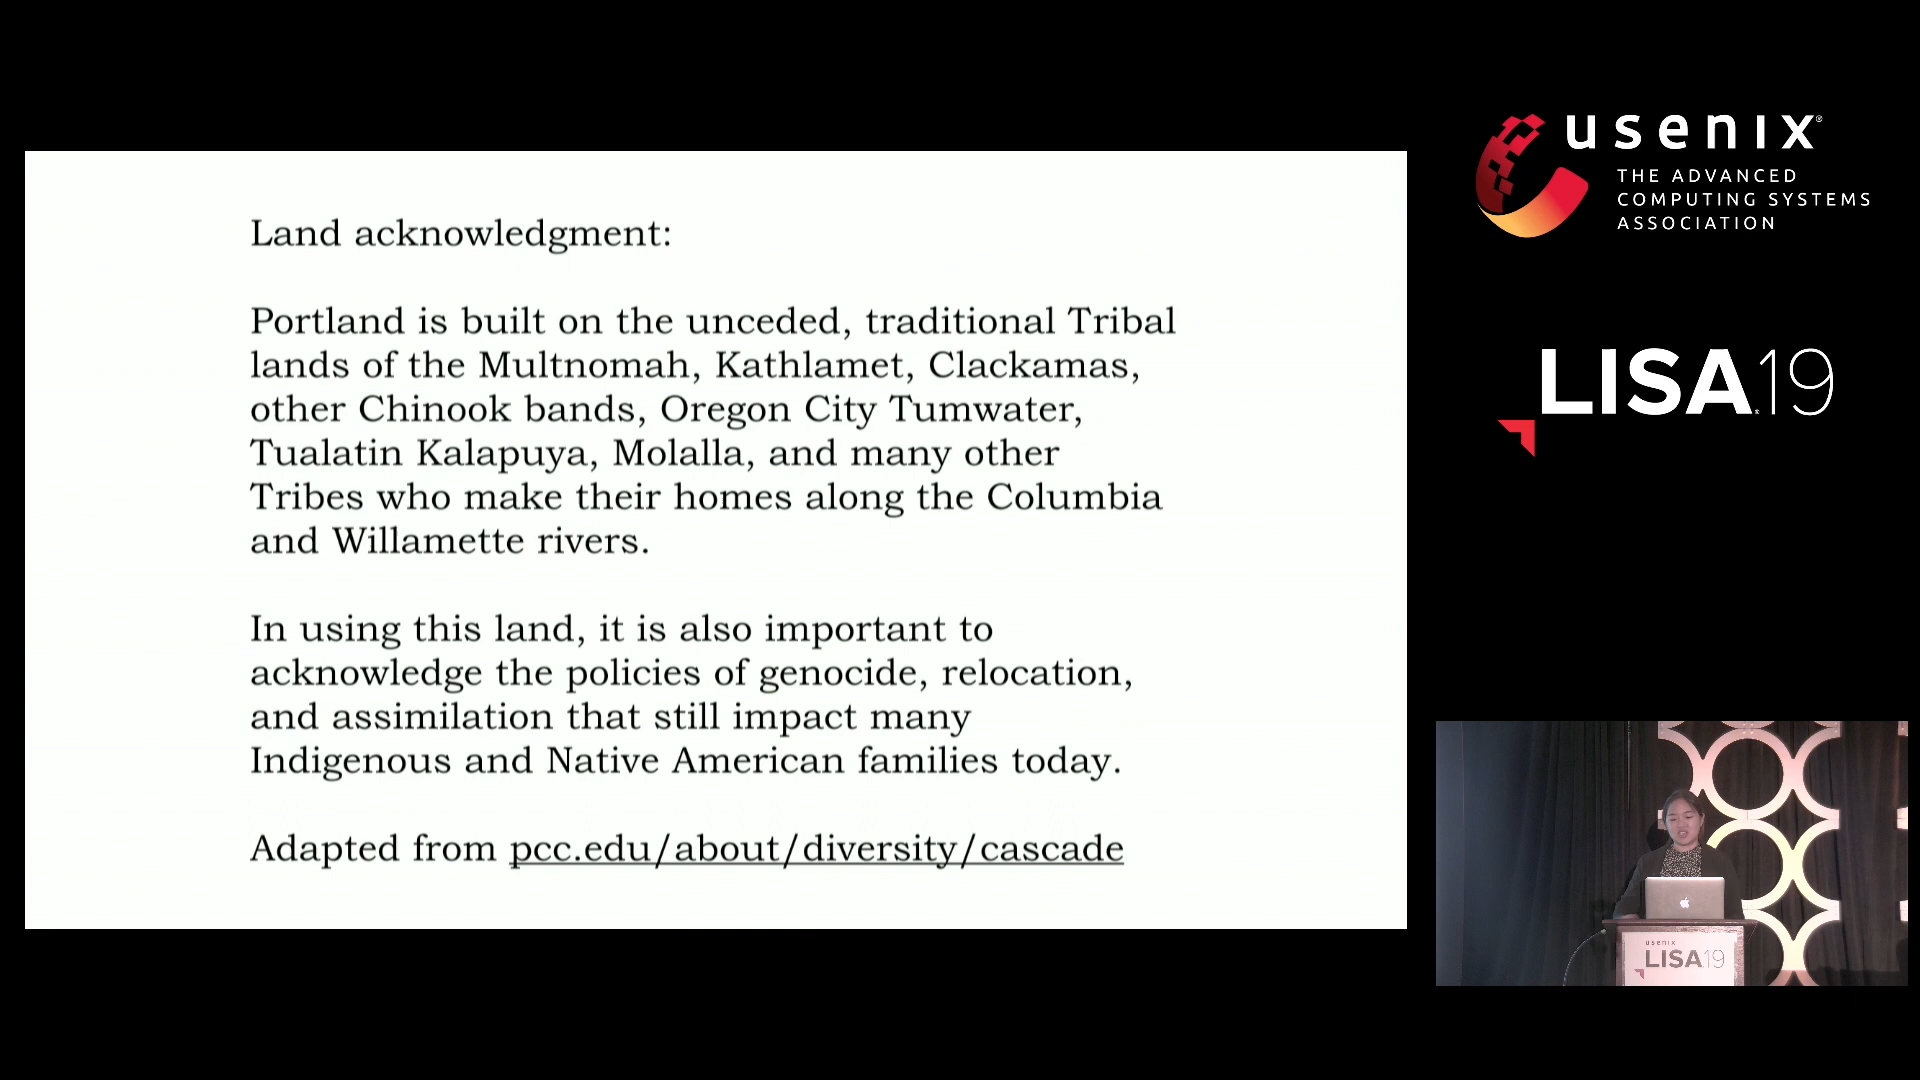 Land acknowledgment:
Portland is built on the unceded, traditional Tribal
lands of the Multnomah, Kathlamet, Clackamas,
other Chinook bands, Oregon City Tumwater,
Tualatin Kalapuya, Molalla, and many other
Tribes who make their homes along the Columbia
and Willamette rivers.
In using this land, it is also important to
acknowledge the policies of genocide, relocation,
and assimilation that still impact many
Indigenous and Native American families today.
Adapted from pcc.edu/about/diversity/cascade
usenix®
THE ADVANCED
COMPUTING SYSTEMS
ASSOCIATION
LISA19
usenix
LISA19